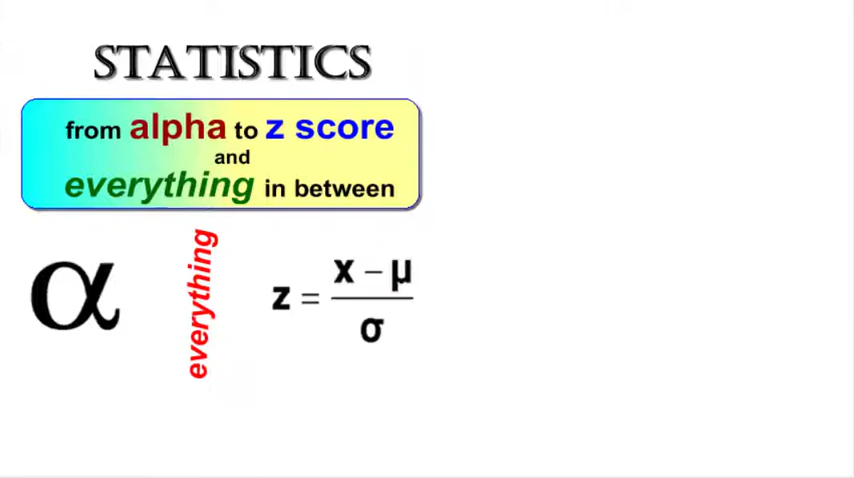 STATISTICS
from alpha to z score
and
everything in between
α
everything
z = x − μ / σ